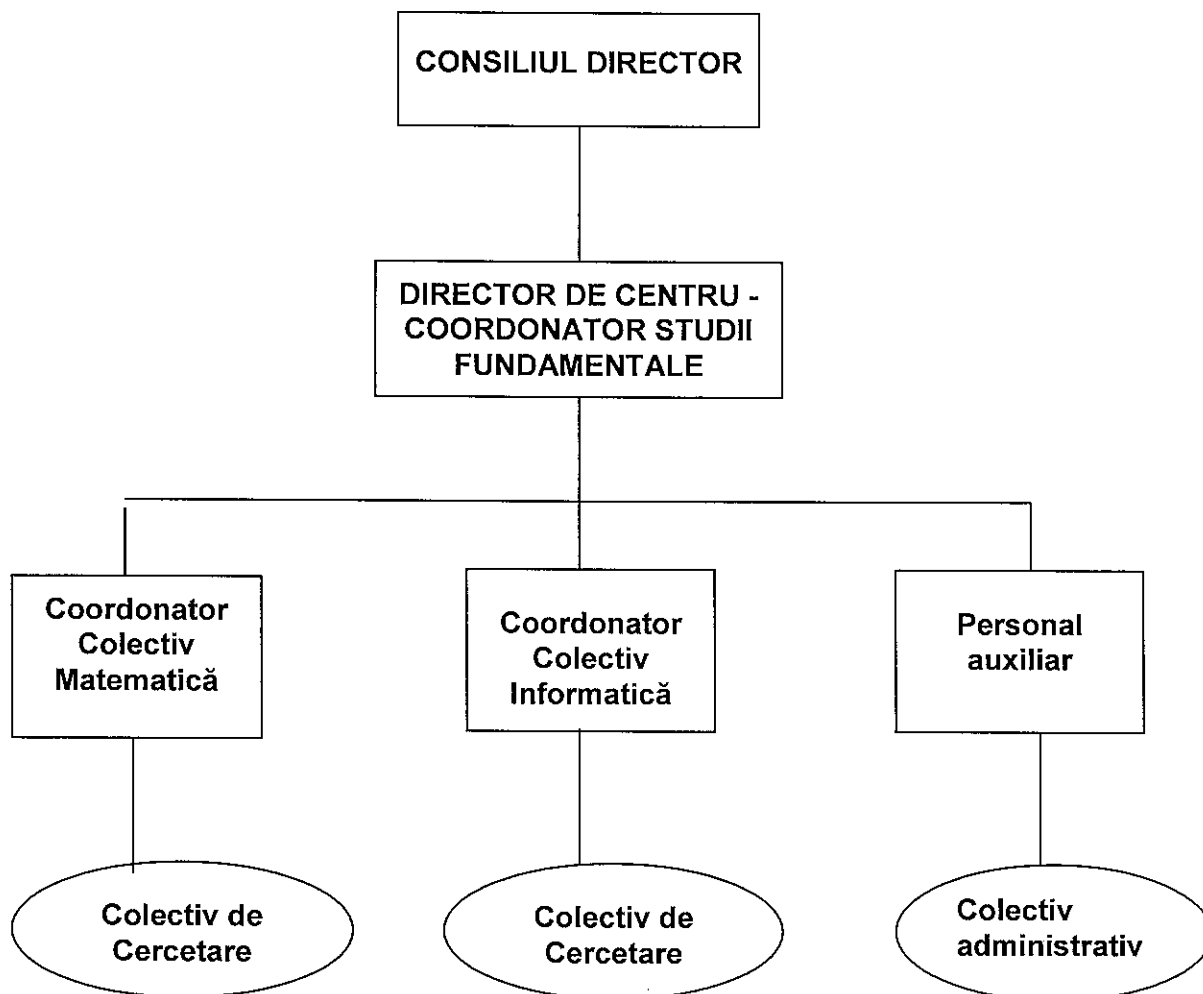 CONSILIUL DIRECTOR
DIRECTOR DE CENTRU -
COORDONATOR STUDII
FUNDAMENTALE
Coordonator
Colectiv
Matematică
Coordonator
Colectiv
Informatică
Personal
auxiliar
Colectiv de
Cercetare
Colectiv de
Cercetare
Colectiv
administrativ